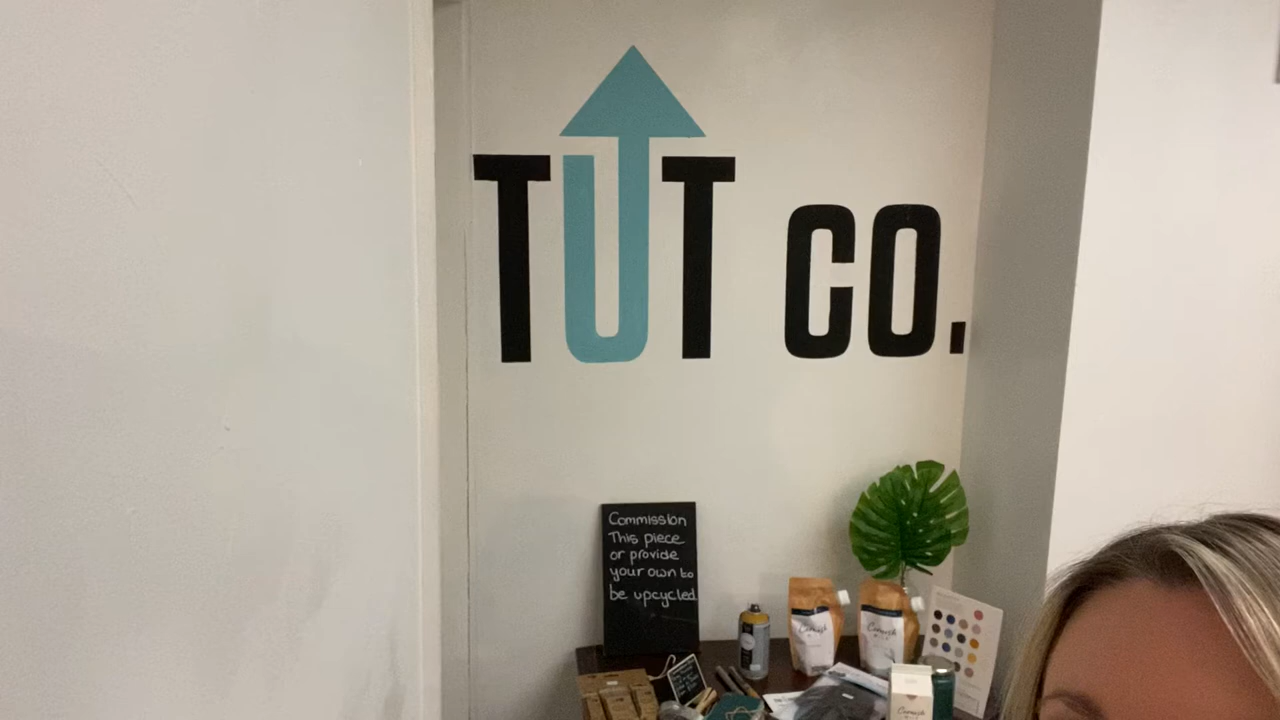 TUT CO.
Commission
This piece
or provide
your own to
be upcycled